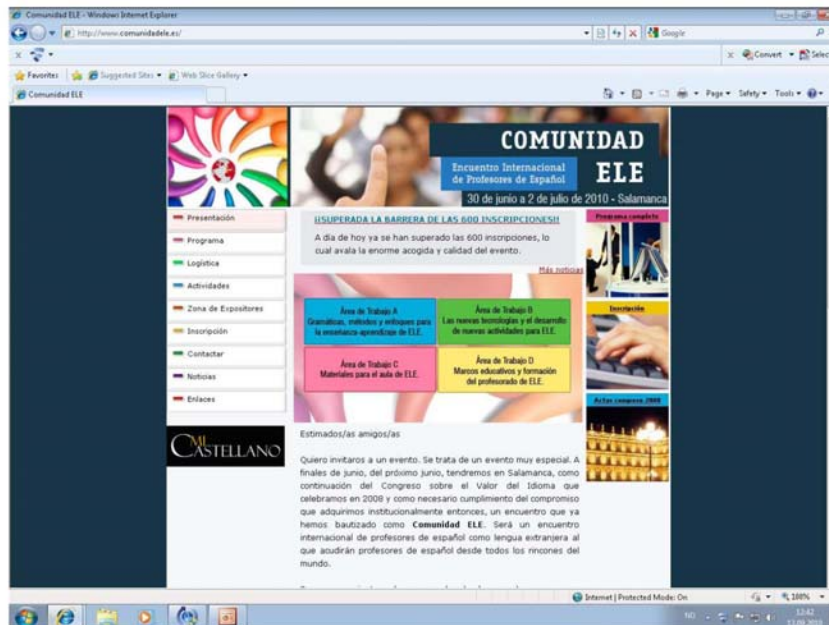 Comunidad ELE - Windows Internet Explorer
http://www.comunidadele.es/
Google
x
x Convert Selec
Favorites Suggested Sites Web Slice Gallery
Comunidad ELE
Page Safety Tools
COMUNIDAD
ELE
Encuentro Internacional
de Profesores de Español
30 de junio a 2 de julio de 2010 - Salamanca
Presentación
Programa
Logística
Actividades
Zona de Expositores
Inscripción
Contactar
Noticias
Enlaces
MI
CASTELLANO
¡¡SUPERADA LA BARRERA DE LAS 600 INSCRIPCIONES!!
A día de hoy ya se han superado las 600 inscripciones, lo
cual avala la enorme acogida y calidad del evento.
Más noticias
Área de Trabajo A
Gramáticas, métodos y enfoques para
la enseñanza-aprendizaje de ELE.
Área de Trabajo B
Las nuevas tecnologías y el desarrollo
de nuevas actividades para ELE.
Área de Trabajo C
Materiales para el aula de ELE.
Área de Trabajo D
Marcos educativos y formación
del profesorado de ELE.
Estimados/as amigos/as
Quiero invitaros a un evento. Se trata de un evento muy especial. A
finales de junio, del próximo junio, tendremos en Salamanca, como
continuación del Congreso sobre el Valor del Idioma que
celebramos en 2008 y como necesario cumplimiento del compromiso
que adquirimos institucionalmente entonces, un encuentro que ya
hemos bautizado como Comunidad ELE. Será un encuentro
internacional de profesores de español como lengua extranjera al
que acudirán profesores de español desde todos los rincones del
mundo.
Programa completo
Inscripción
Actas congreso 2008
Internet | Protected Mode: On
100%
NO
12:42